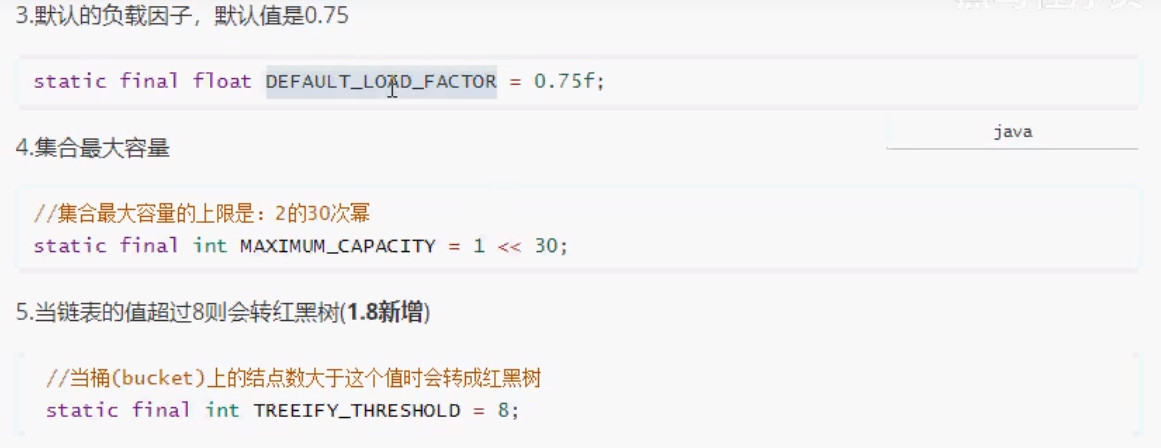 3.默认的负载因子，默认值是0.75
static final float DEFAULT_LOAD_FACTOR = 0.75f;
java
4.集合最大容量
//集合最大容量的上限是：2的30次幂
static final int MAXIMUM_CAPACITY = 1 << 30;
5.当链表的值超过8则会转红黑树(1.8新增)
//当桶(bucket)上的结点数大于这个值时会转成红黑树
static final int TREEIFY_THRESHOLD = 8;